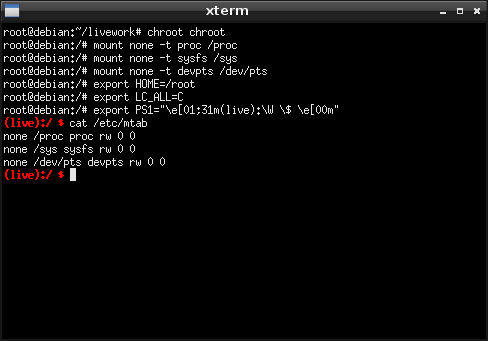 xterm
root@debian:~/livework# chroot chroot
root@debian:/# mount none -t proc /proc
root@debian:/# mount none -t sysfs /sys
root@debian:/# mount none -t devpts /dev/pts
root@debian:/# export HOME=/root
root@debian:/# export LC_ALL=C
root@debian:/# export PS1="\e[01;31m(live):\W \$ \e[00m"
(live):/ $ cat /etc/mtab
none /proc proc rw 0 0
none /sys sysfs rw 0 0
none /dev/pts devpts rw 0 0
(live):/ $